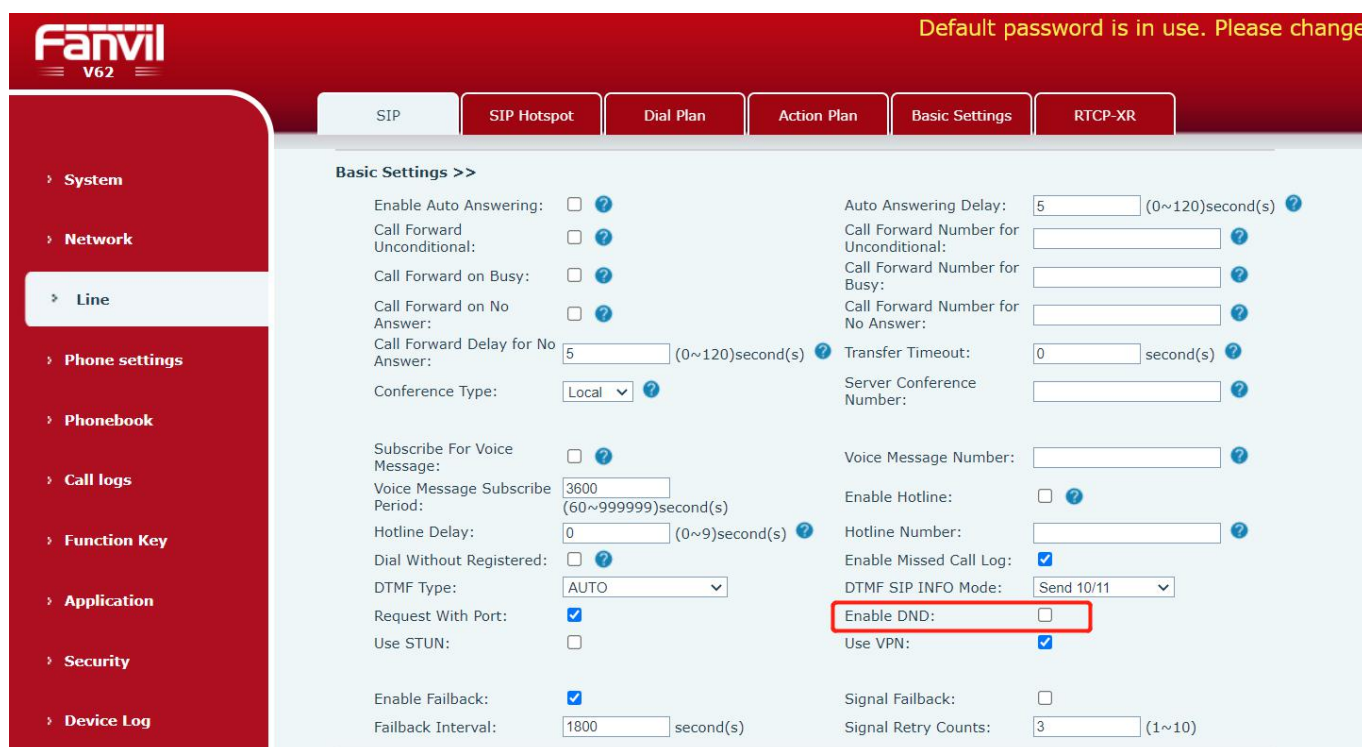 Fanvil
V62
Default password is in use. Please change
SIP
SIP Hotspot
Dial Plan
Action Plan
Basic Settings
RTCP-XR
› System
› Network
› Line
› Phone settings
› Phonebook
› Call logs
› Function Key
› Application
› Security
› Device Log
Basic Settings >>
Enable Auto Answering: ?
Auto Answering Delay: 5 (0~120)second(s) ?
Call Forward
Unconditional: ?
Call Forward Number for
Unconditional: ?
Call Forward on Busy: ?
Call Forward Number for
Busy: ?
Call Forward on No
Answer: ?
Call Forward Number for
No Answer: ?
Call Forward Delay for No
Answer: 5 (0~120)second(s) ?
Transfer Timeout: 0 second(s) ?
Conference Type: Local ?
Server Conference
Number: ?
Subscribe For Voice
Message: ?
Voice Message Number: ?
Voice Message Subscribe
Period: 3600
(60~999999)second(s)
Enable Hotline: ?
Hotline Delay: 0 (0~9)second(s) ?
Hotline Number: ?
Dial Without Registered: ?
Enable Missed Call Log:
DTMF Type: AUTO
DTMF SIP INFO Mode: Send 10/11
Request With Port:
Enable DND:
Use STUN:
Use VPN:
Enable Failback:
Signal Failback:
Failback Interval: 1800 second(s)
Signal Retry Counts: 3 (1~10)